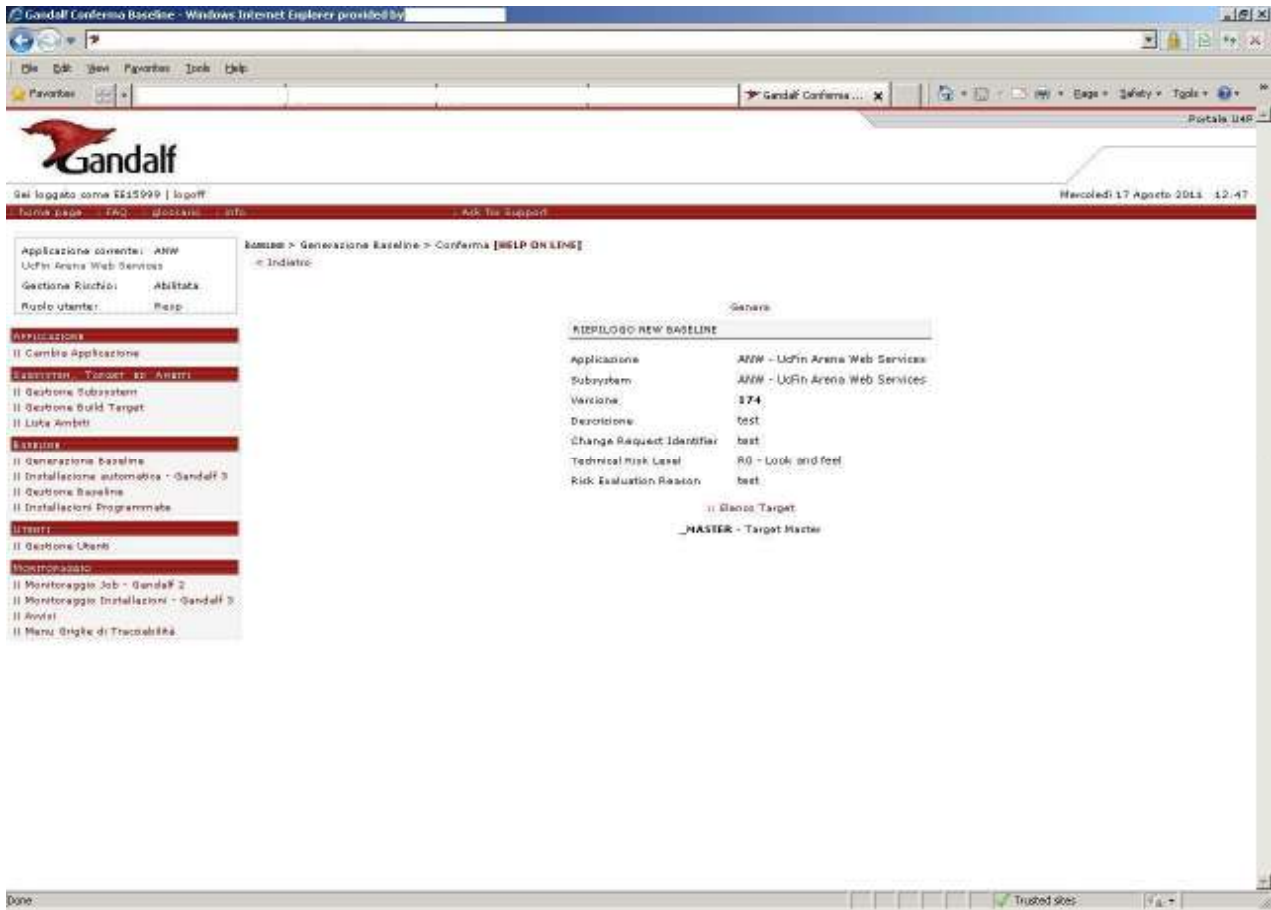 Gandalf Conferma Baseline - Windows Internet Explorer provided by
File Edit View Favorites Tools Help
Favorites
Gandalf Conferma ...
Page Safety Tools
Portale U4P
Gandalf
Sei loggato come EE15999 | logoff
Mercoledì 17 Agosto 2011 12.47
home page FAQ glossario info Ask for Support
Applicazione corrente: ANW
UcFin Arena Web Services
Gestione Rischio: Abilitata
Ruolo utente: Resp
BASELINE > Generazione Baseline > Conferma [HELP ON LINE]
< Indietro
APPLICAZIONE
|| Cambia Applicazione
SUBSYSTEM, TARGET ED AMBITI
|| Gestione Subsystem
|| Gestione Build Target
|| Lista Ambiti
BASELINE
|| Generazione Baseline
|| Installazione automatica - Gandalf 3
|| Gestione Baseline
|| Installazioni Programmate
UTENTI
|| Gestione Utenti
MONITORAGGIO
|| Monitoraggio Job - Gandalf 2
|| Monitoraggio Installazioni - Gandalf 3
|| Avvisi
|| Menu Griglie di Tracciabilità
Genera
RIEPILOGO NEW BASELINE
Applicazione ANW - UcFin Arena Web Services
Subsystem ANW - UcFin Arena Web Services
Versione 174
Descrizione test
Change Request Identifier test
Technical Risk Level R0 - Look and feel
Risk Evaluation Reason test
:: Elenco Target
_MASTER - Target Master
Done
Trusted sites